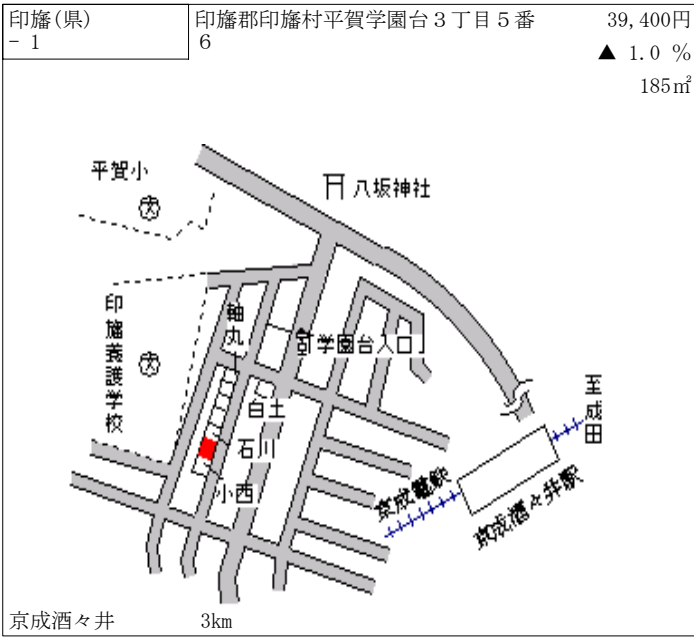 印旛(県)
- 1
印旛郡印旛村平賀学園台３丁目５番
6
39,400円
▲ 1.0 %
185㎡
平賀小
文
八坂神社
印旛養護学校
文
軸丸
「学園台入口」
白土
石川
小西
至成田
京成電鉄
京成酒々井駅
京成酒々井
3km